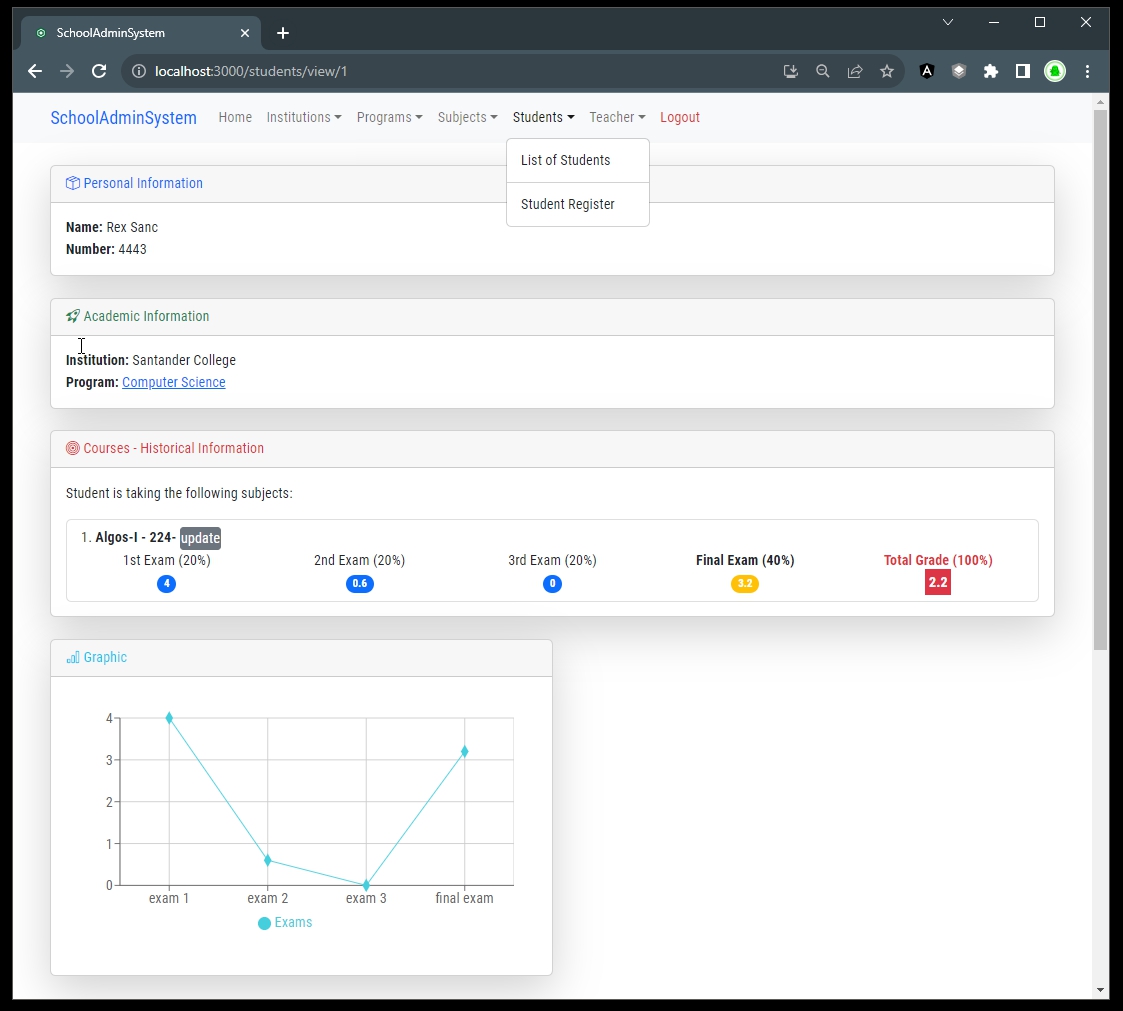 SchoolAdminSystem
localhost:3000/students/view/1
SchoolAdminSystem Home Institutions Programs Subjects Students Teacher Logout
List of Students
Student Register
Personal Information
Name: Rex Sanc
Number: 4443
Academic Information
Institution: Santander College
Program: Computer Science
Courses - Historical Information
Student is taking the following subjects:
1. Algos-I - 224- update
1st Exam (20%) 2nd Exam (20%) 3rd Exam (20%) Final Exam (40%) Total Grade (100%)
4 0.6 0 3.2 2.2
Graphic
4
3
2
1
0
exam 1 exam 2 exam 3 final exam
Exams